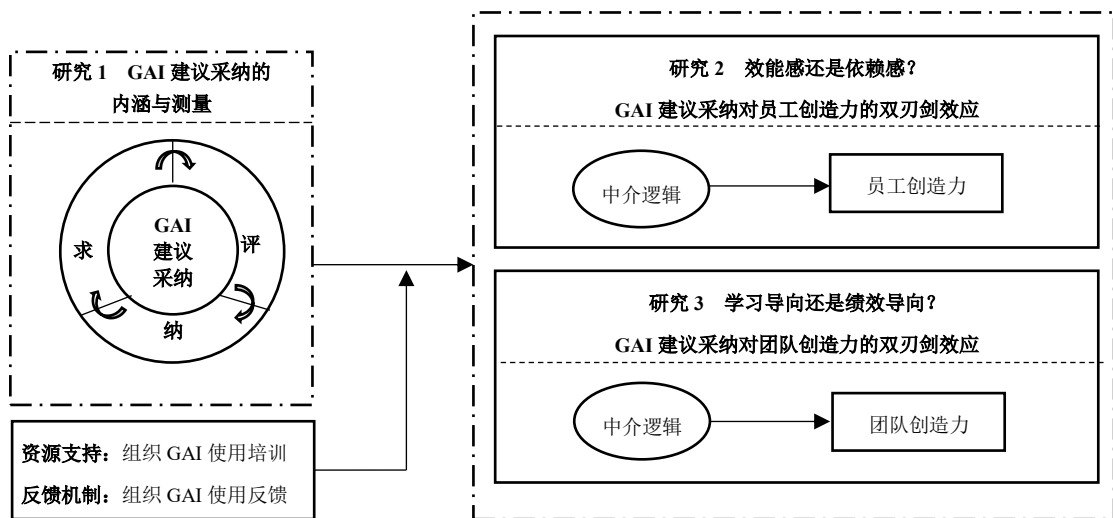 研究 1 GAI 建议采纳的
内涵与测量
GAI
建议
采纳
求
评
纳
资源支持：组织 GAI 使用培训
反馈机制：组织 GAI 使用反馈
研究 2 效能感还是依赖感？
GAI 建议采纳对员工创造力的双刃剑效应
中介逻辑
员工创造力
研究 3 学习导向还是绩效导向？
GAI 建议采纳对团队创造力的双刃剑效应
中介逻辑
团队创造力